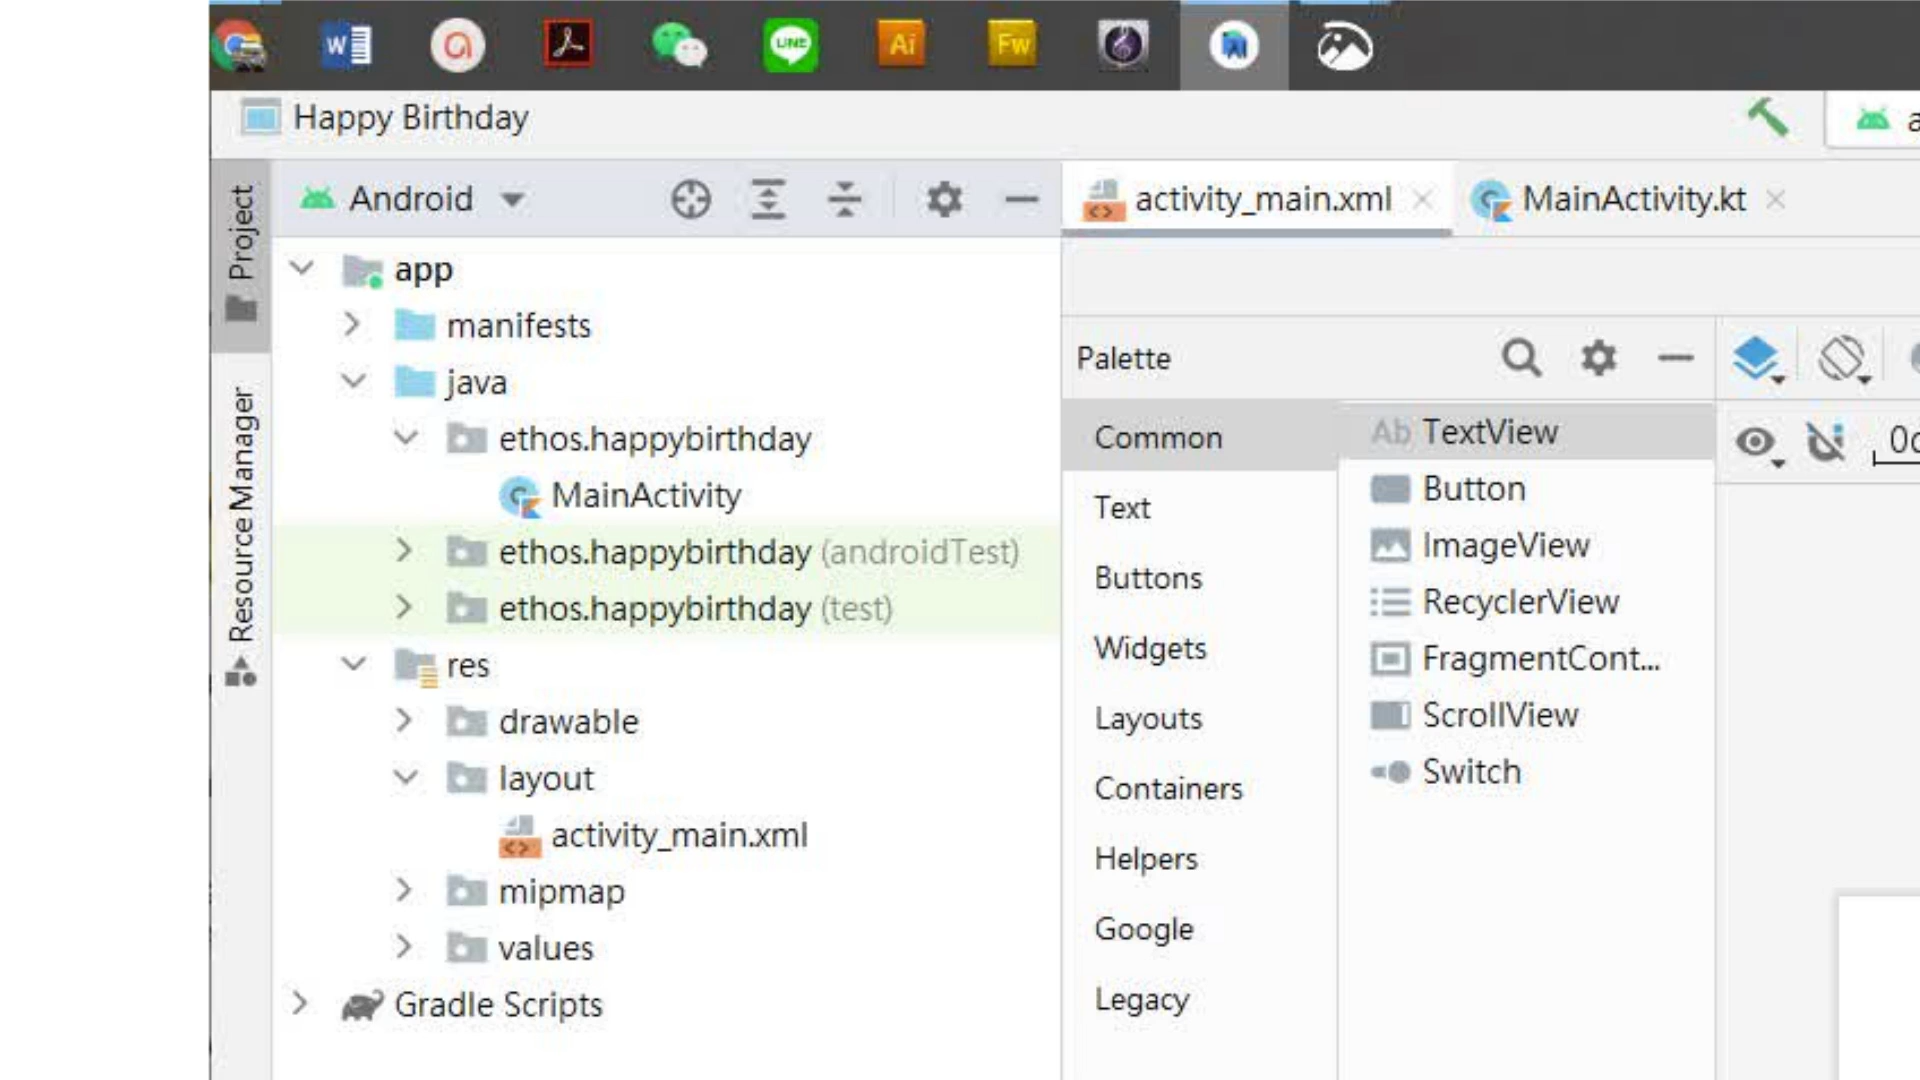 W
LINE
Ai
Fw
Happy Birthday
Project
Resource Manager
Android
activity_main.xml
MainActivity.kt
app
manifests
java
ethos.happybirthday
MainActivity
ethos.happybirthday (androidTest)
ethos.happybirthday (test)
res
drawable
layout
activity_main.xml
mipmap
values
Gradle Scripts
Palette
Common
Text
Buttons
Widgets
Layouts
Containers
Helpers
Google
Legacy
Ab TextView
Button
ImageView
RecyclerView
FragmentCont...
ScrollView
Switch